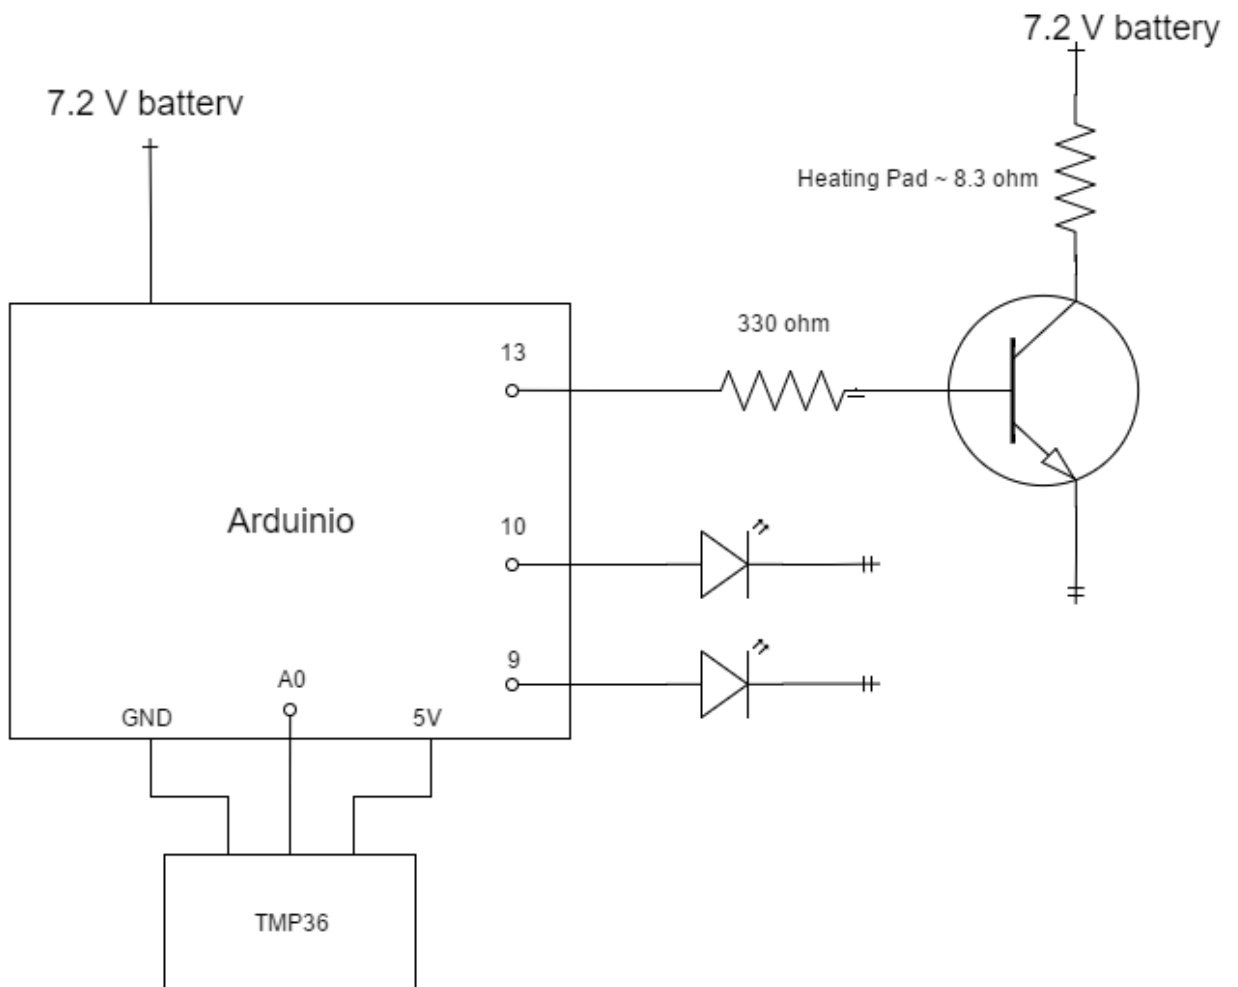 7.2 V battery
7.2 V batterv
Heating Pad ~ 8.3 ohm
330 ohm
13
Arduinio
10
9
A0
GND
5V
TMP36